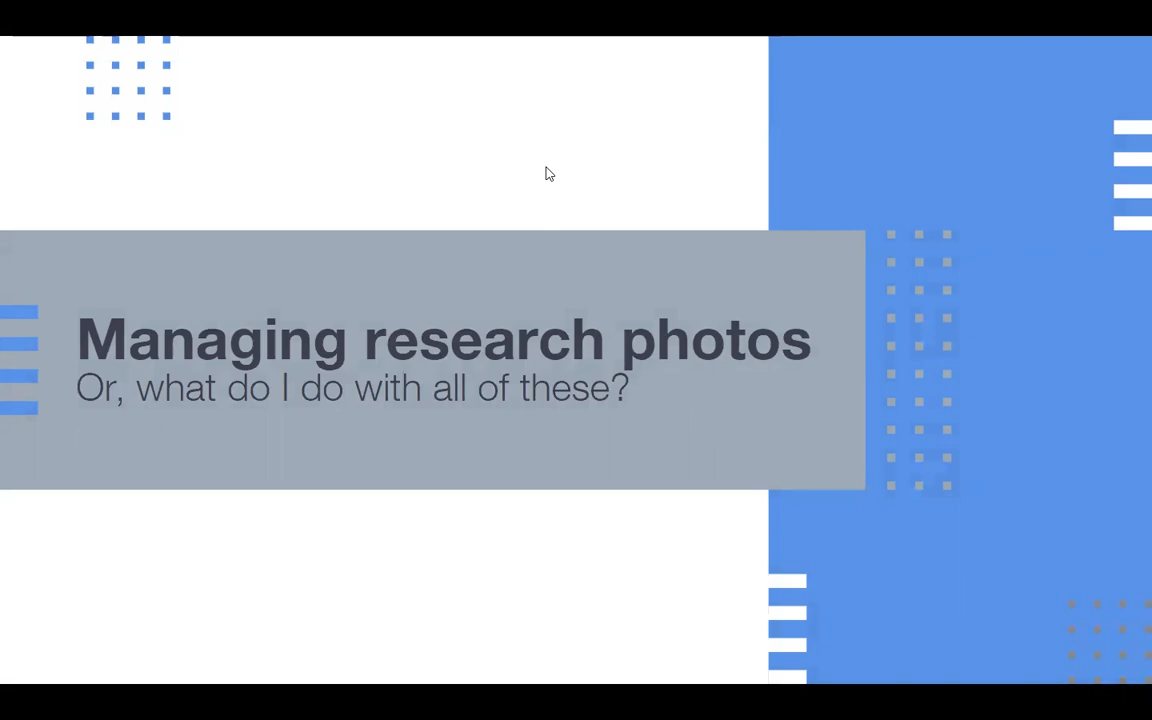 Managing research photos
Or, what do I do with all of these?